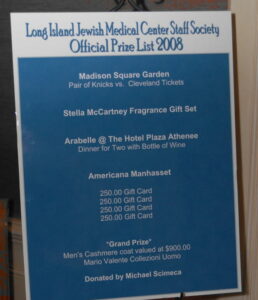 Long Island Jewish Medical Center Staff Society
Official Prize List 2008
Madison Square Garden
Pair of Knicks vs. Cleveland Tickets
Stella McCartney Fragrance Gift Set
Arabelle @ The Hotel Plaza Athenee
Dinner for Two with Bottle of Wine
Americana Manhasset
250.00 Gift Card
250.00 Gift Card
250.00 Gift Card
250.00 Gift Card
"Grand Prize"
Men's Cashmere coat valued at $900.00
Mario Valente Collezioni Uomo
Donated by Michael Scimeca